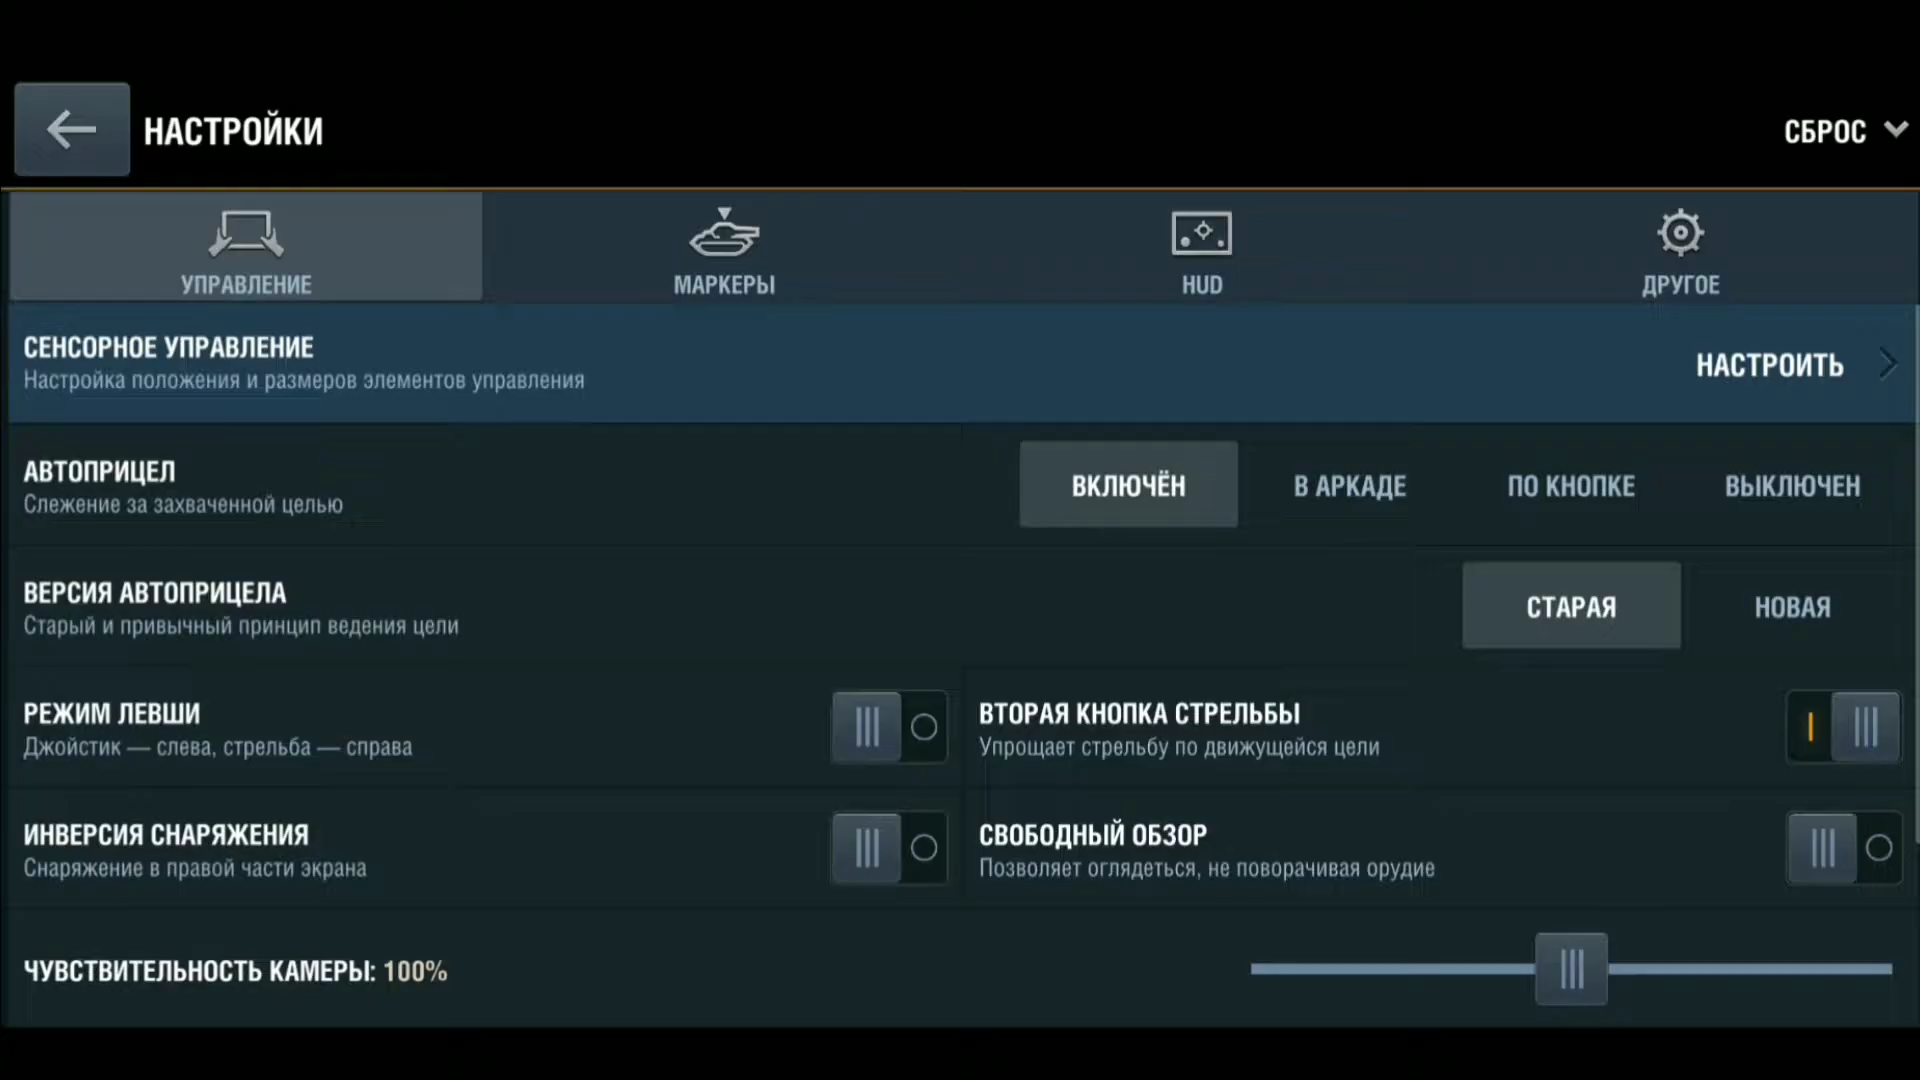 НАСТРОЙКИ
СБРОС
УПРАВЛЕНИЕ
МАРКЕРЫ
HUD
ДРУГОЕ
СЕНСОРНОЕ УПРАВЛЕНИЕ
Настройка положения и размеров элементов управления
НАСТРОИТЬ
АВТОПРИЦЕЛ
Слежение за захваченной целью
ВКЛЮЧЁН
В АРКАДЕ
ПО КНОПКЕ
ВЫКЛЮЧЕН
ВЕРСИЯ АВТОПРИЦЕЛА
Старый и привычный принцип ведения цели
СТАРАЯ
НОВАЯ
РЕЖИМ ЛЕВШИ
Джойстик — слева, стрельба — справа
ВТОРАЯ КНОПКА СТРЕЛЬБЫ
Упрощает стрельбу по движущейся цели
ИНВЕРСИЯ СНАРЯЖЕНИЯ
Снаряжение в правой части экрана
СВОБОДНЫЙ ОБЗОР
Позволяет оглядеться, не поворачивая орудие
ЧУВСТВИТЕЛЬНОСТЬ КАМЕРЫ: 100%